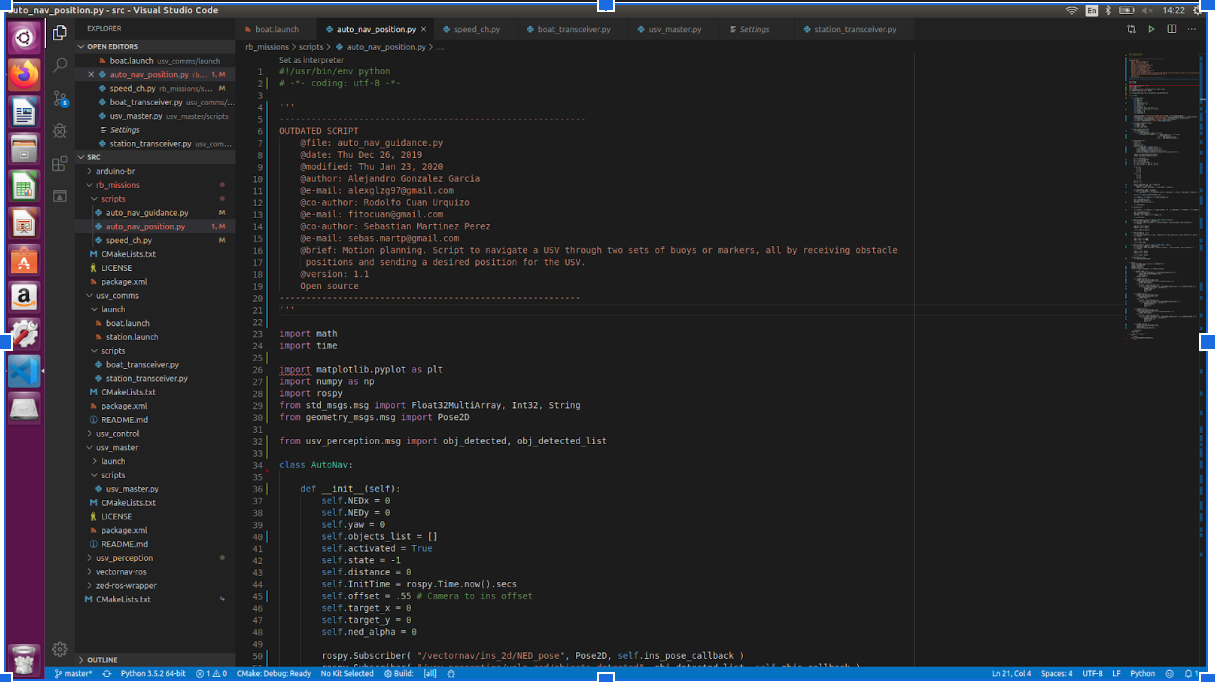 auto_nav_position.py - src - Visual Studio Code
En
14:22
EXPLORER
OPEN EDITORS
boat.launch usv_comms/launch
auto_nav_position.py rb... 1, M
speed_ch.py rb_missions/s... M
boat_transceiver.py usv_comms/...
usv_master.py usv_master/scripts
Settings
station_transceiver.py usv_com...
SRC
arduino-br
rb_missions
scripts
auto_nav_guidance.py M
auto_nav_position.py 1, M
speed_ch.py M
CMakeLists.txt
LICENSE
package.xml
usv_comms
launch
boat.launch
station.launch
scripts
boat_transceiver.py
station_transceiver.py
CMakeLists.txt
package.xml
README.md
usv_control
usv_master
launch
scripts
usv_master.py
CMakeLists.txt
LICENSE
package.xml
README.md
usv_perception
vectornav-ros
zed-ros-wrapper
CMakeLists.txt
OUTLINE
boat.launch auto_nav_position.py speed_ch.py boat_transceiver.py usv_master.py Settings station_transceiver.py
rb_missions > scripts > auto_nav_position.py > ...
Set as interpreter
1 #!/usr/bin/env python
2 # -*- coding: utf-8 -*-
3
4 '''
5 ----------------------------------------------------------
6 OUTDATED SCRIPT
7 @file: auto_nav_guidance.py
8 @date: Thu Dec 26, 2019
9 @modified: Thu Jan 23, 2020
10 @author: Alejandro Gonzalez Garcia
11 @e-mail: alexglzg97@gmail.com
12 @co-author: Rodolfo Cuan Urquizo
13 @e-mail: fitocuan@gmail.com
14 @co-author: Sebastian Martinez Perez
15 @e-mail: sebas.martp@gmail.com
16 @brief: Motion planning. Script to navigate a USV through two sets of buoys or markers, all by receiving obstacle
17 positions and sending a desired position for the USV.
18 @version: 1.1
19 Open source
20 ---------------------------------------------------------
21 '''
22
23 import math
24 import time
25
26 import matplotlib.pyplot as plt
27 import numpy as np
28 import rospy
29 from std_msgs.msg import Float32MultiArray, Int32, String
30 from geometry_msgs.msg import Pose2D
31
32 from usv_perception.msg import obj_detected, obj_detected_list
33
34 class AutoNav:
35
36 def __init__(self):
37 self.NEDx = 0
38 self.NEDy = 0
39 self.yaw = 0
40 self.objects_list = []
41 self.activated = True
42 self.state = -1
43 self.distance = 0
44 self.InitTime = rospy.Time.now().secs
45 self.offset = .55 # Camera to ins offset
46 self.target_x = 0
47 self.target_y = 0
48 self.ned_alpha = 0
49
50 rospy.Subscriber( "/vectornav/ins_2d/NED_pose", Pose2D, self.ins_pose_callback )
master* Python 3.5.2 64-bit 1 0 CMake: Debug: Ready No Kit Selected Build: [all] Ln 21, Col 4 Spaces: 4 UTF-8 LF Python 1